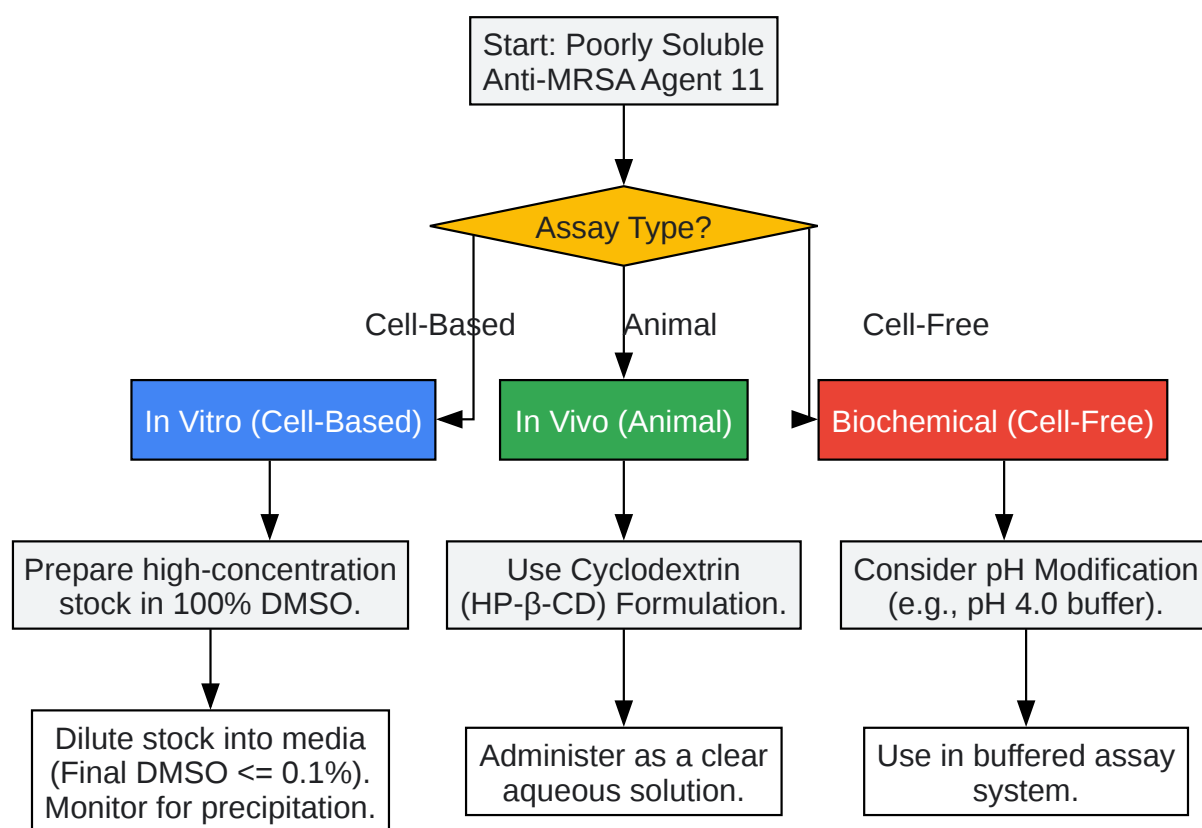 Start: Poorly Soluble
Anti-MRSA Agent 11
Assay Type?
Cell-Based
Animal
Cell-Free
In Vitro (Cell-Based)
In Vivo (Animal)
Biochemical (Cell-Free)
Prepare high-concentration
stock in 100% DMSO.
Use Cyclodextrin
(HP-β-CD) Formulation.
Consider pH Modification
(e.g., pH 4.0 buffer).
Dilute stock into media
(Final DMSO <= 0.1%).
Monitor for precipitation.
Administer as a clear
aqueous solution.
Use in buffered assay
system.